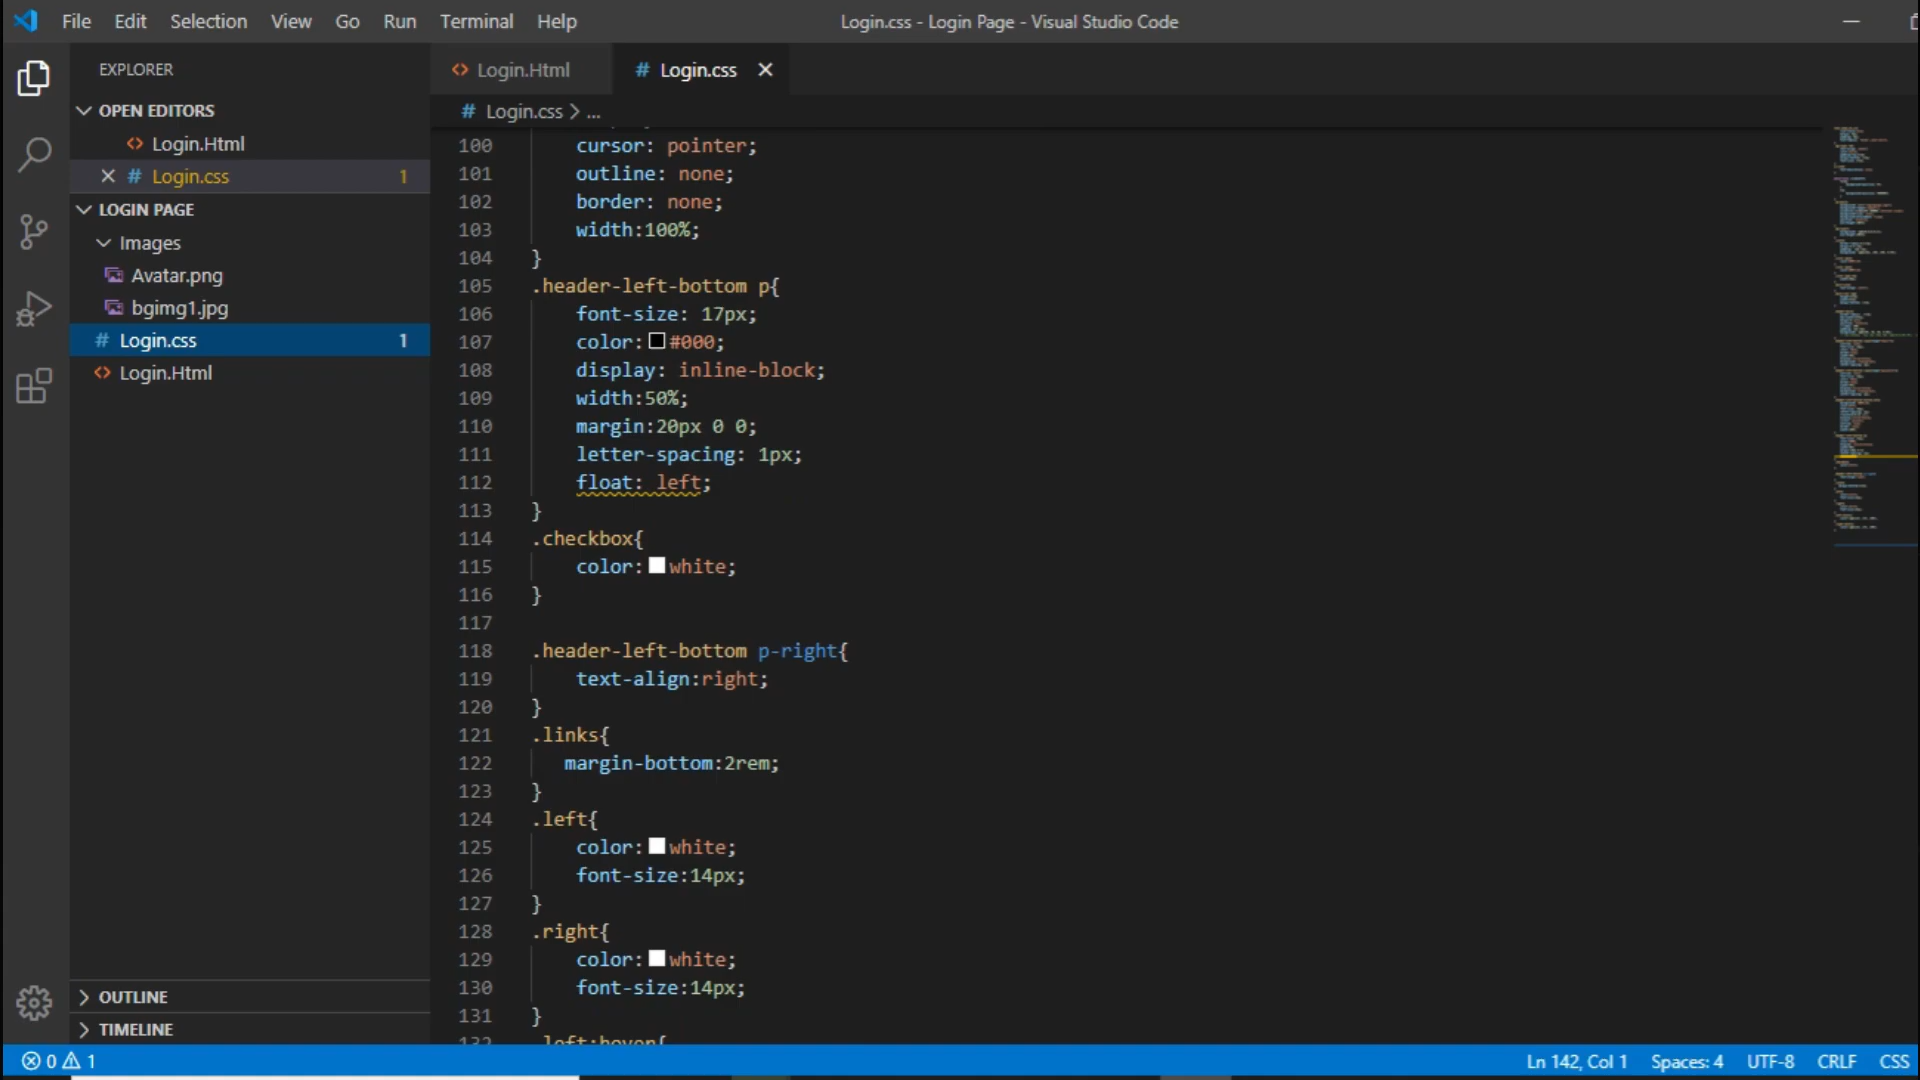 File Edit Selection View Go Run Terminal Help
Login.css - Login Page - Visual Studio Code
EXPLORER
OPEN EDITORS
<> Login.Html
# Login.css 1
LOGIN PAGE
Images
Avatar.png
bgimg1.jpg
# Login.css 1
<> Login.Html
OUTLINE
TIMELINE
<> Login.Html # Login.css
# Login.css > ...
100 cursor: pointer;
101 outline: none;
102 border: none;
103 width:100%;
104 }
105 .header-left-bottom p{
106 font-size: 17px;
107 color: #000;
108 display: inline-block;
109 width:50%;
110 margin:20px 0 0;
111 letter-spacing: 1px;
112 float: left;
113 }
114 .checkbox{
115 color: white;
116 }
117
118 .header-left-bottom p-right{
119 text-align:right;
120 }
121 .links{
122 margin-bottom:2rem;
123 }
124 .left{
125 color: white;
126 font-size:14px;
127 }
128 .right{
129 color: white;
130 font-size:14px;
131 }
132 .left:hover{
0 1 Ln 142, Col 1 Spaces: 4 UTF-8 CRLF CSS